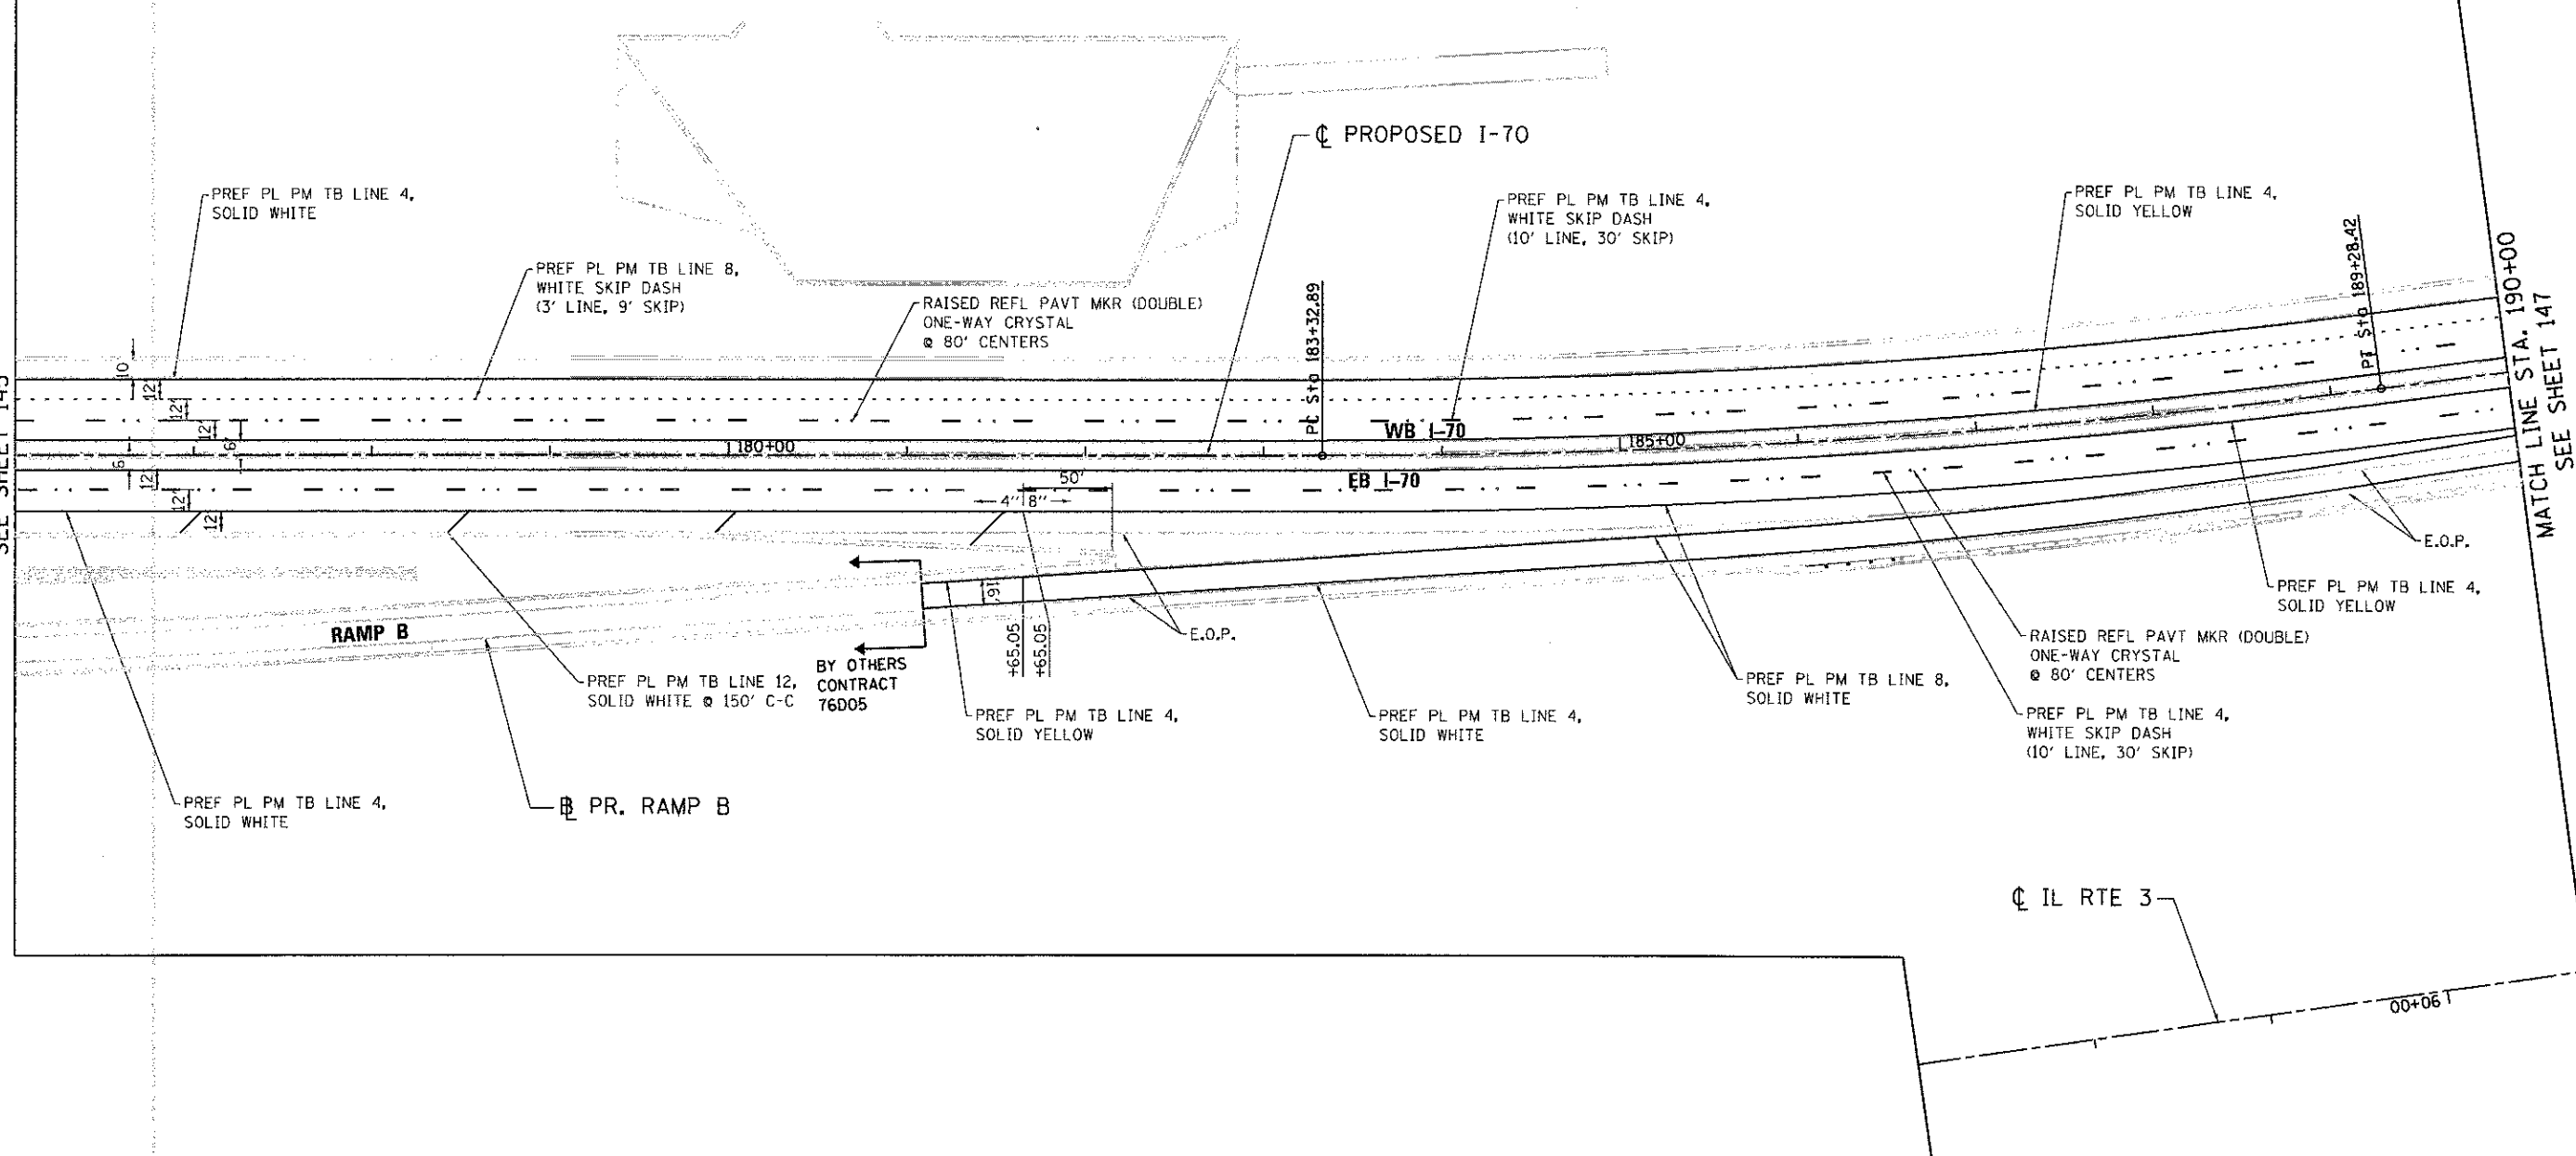 ℄ PROPOSED I-70
PREF PL PM TB LINE 4,
SOLID WHITE
PREF PL PM TB LINE 4,
WHITE SKIP DASH
(10' LINE, 30' SKIP)
PREF PL PM TB LINE 4,
SOLID YELLOW
PREF PL PM TB LINE 8,
WHITE SKIP DASH
(3' LINE, 9' SKIP)
RAISED REFL PAVT MKR (DOUBLE)
ONE-WAY CRYSTAL
@ 80' CENTERS
PC Sta 183+32.89
PT Sta 189+28.42
MATCH LINE STA. 190+00
SEE SHEET 147
10
12
12'
12'
6'
6'
12
12'
12'
180+00
WB I-70
185+00
EB I-70
50'
4" 8"
16'
RAMP B
+65.05
+65.05
E.O.P.
E.O.P.
BY OTHERS
CONTRACT
76D05
PREF PL PM TB LINE 12,
SOLID WHITE @ 150' C-C
PREF PL PM TB LINE 4,
SOLID YELLOW
PREF PL PM TB LINE 4,
SOLID WHITE
PREF PL PM TB LINE 8,
SOLID WHITE
PREF PL PM TB LINE 4,
SOLID YELLOW
RAISED REFL PAVT MKR (DOUBLE)
ONE-WAY CRYSTAL
@ 80' CENTERS
PREF PL PM TB LINE 4,
WHITE SKIP DASH
(10' LINE, 30' SKIP)
PREF PL PM TB LINE 4,
SOLID WHITE
PR. RAMP B
℄ IL RTE 3
190+00